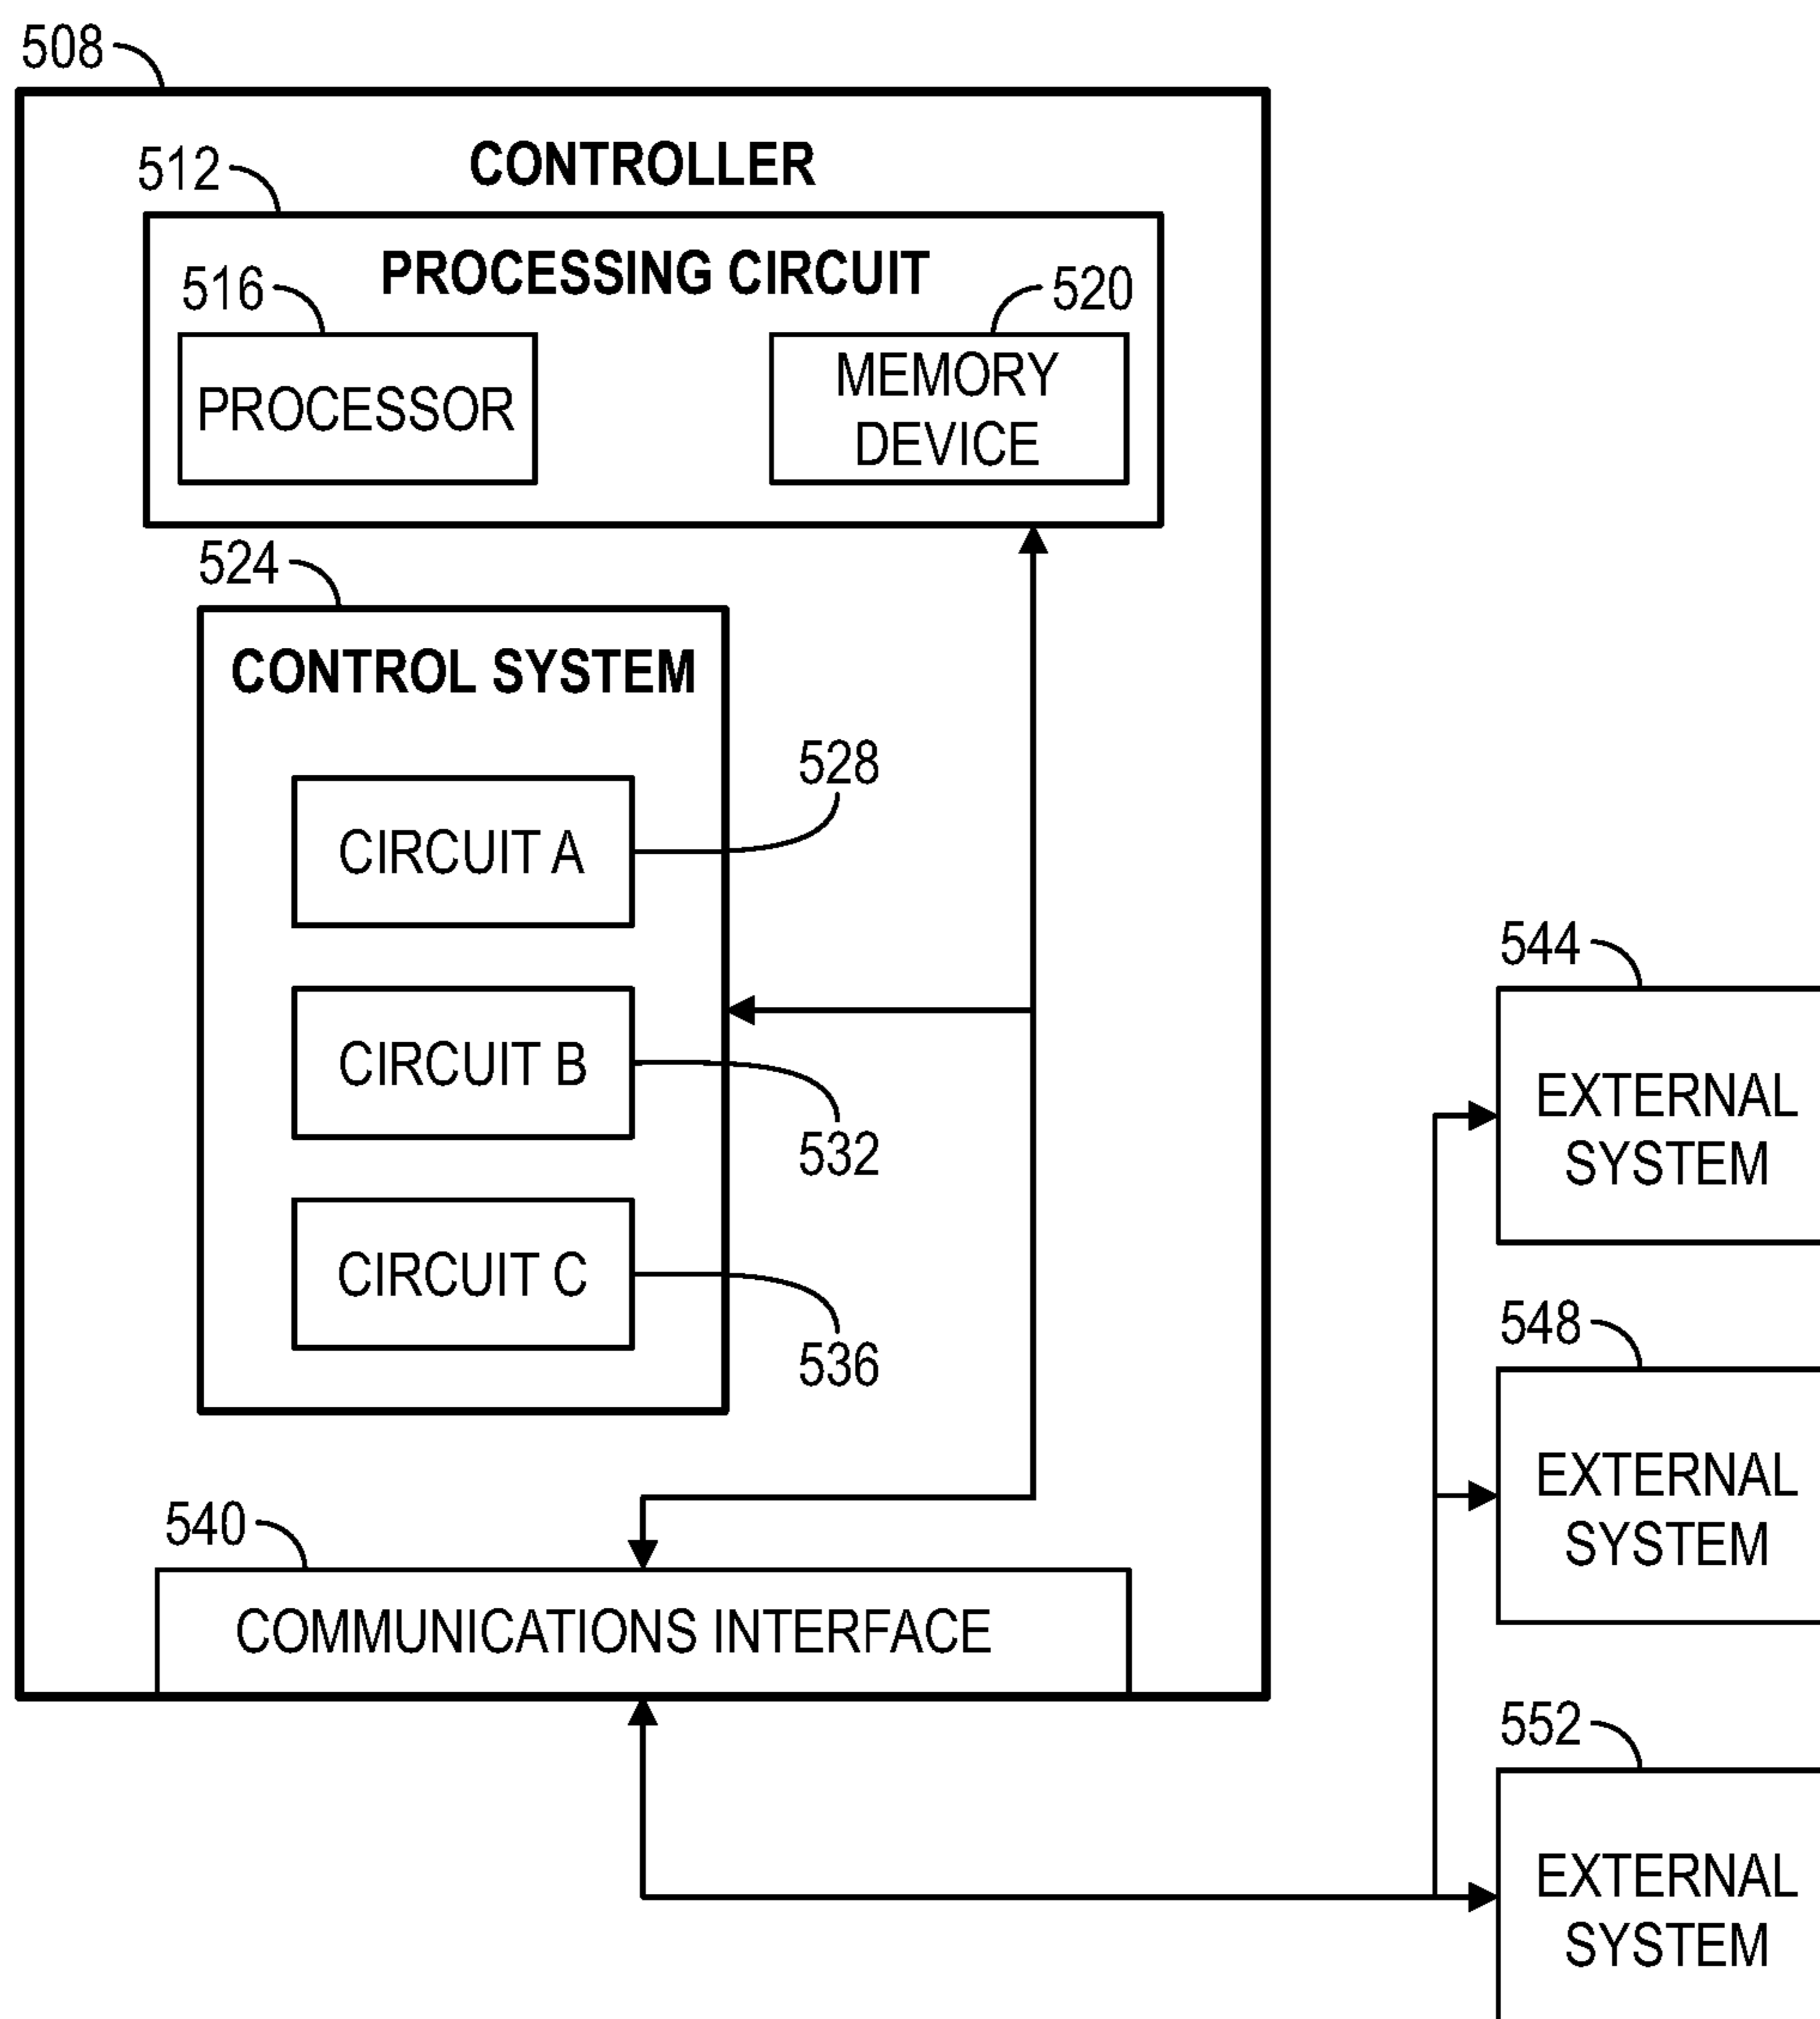 508
CONTROLLER
512
PROCESSING CIRCUIT
516
520
PROCESSOR
MEMORY
DEVICE
524
CONTROL SYSTEM
528
CIRCUIT A
544
CIRCUIT B
EXTERNAL
SYSTEM
532
CIRCUIT C
548
536
EXTERNAL
SYSTEM
540
COMMUNICATIONS INTERFACE
552
EXTERNAL
SYSTEM